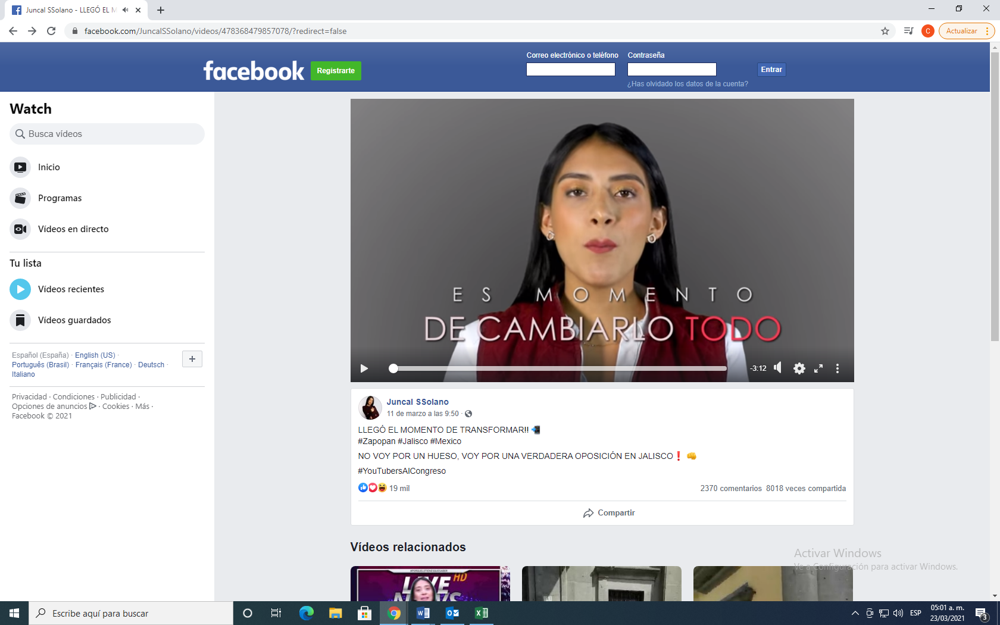 Juncal SSolano - LLEGÓ EL M
facebook.com/JuncalSSolano/videos/478368479857078/?redirect=false
C
Actualizar
facebook
Registrarte
Correo electrónico o teléfono
Contraseña
Entrar
¿Has olvidado los datos de la cuenta?
Watch
Busca vídeos
Inicio
Programas
Vídeos en directo
Tu lista
Vídeos recientes
Vídeos guardados
Español (España) · English (US) ·
Português (Brasil) · Français (France) · Deutsch ·
Italiano
Privacidad · Condiciones · Publicidad ·
Opciones de anuncios · Cookies · Más ·
Facebook © 2021
ES MOMENTO
DE CAMBIARLO TODO
-3:12
Juncal SSolano
11 de marzo a las 9:50 ·
LLEGÓ EL MOMENTO DE TRANSFORMAR!! 📲
#Zapopan #Jalisco #Mexico
NO VOY POR UN HUESO, VOY POR UNA VERDADERA OPOSICIÓN EN JALISCO❗ 👊
#YouTubersAlCongreso
19 mil
2370 comentarios 8018 veces compartida
Compartir
Vídeos relacionados
#PORQUELOTIENESQUESABER
LIVE HD
NEWS
Activar Windows
Ve a Configuración para activar Windows.
Escribe aquí para buscar
ESP
05:01 a. m.
23/03/2021
3